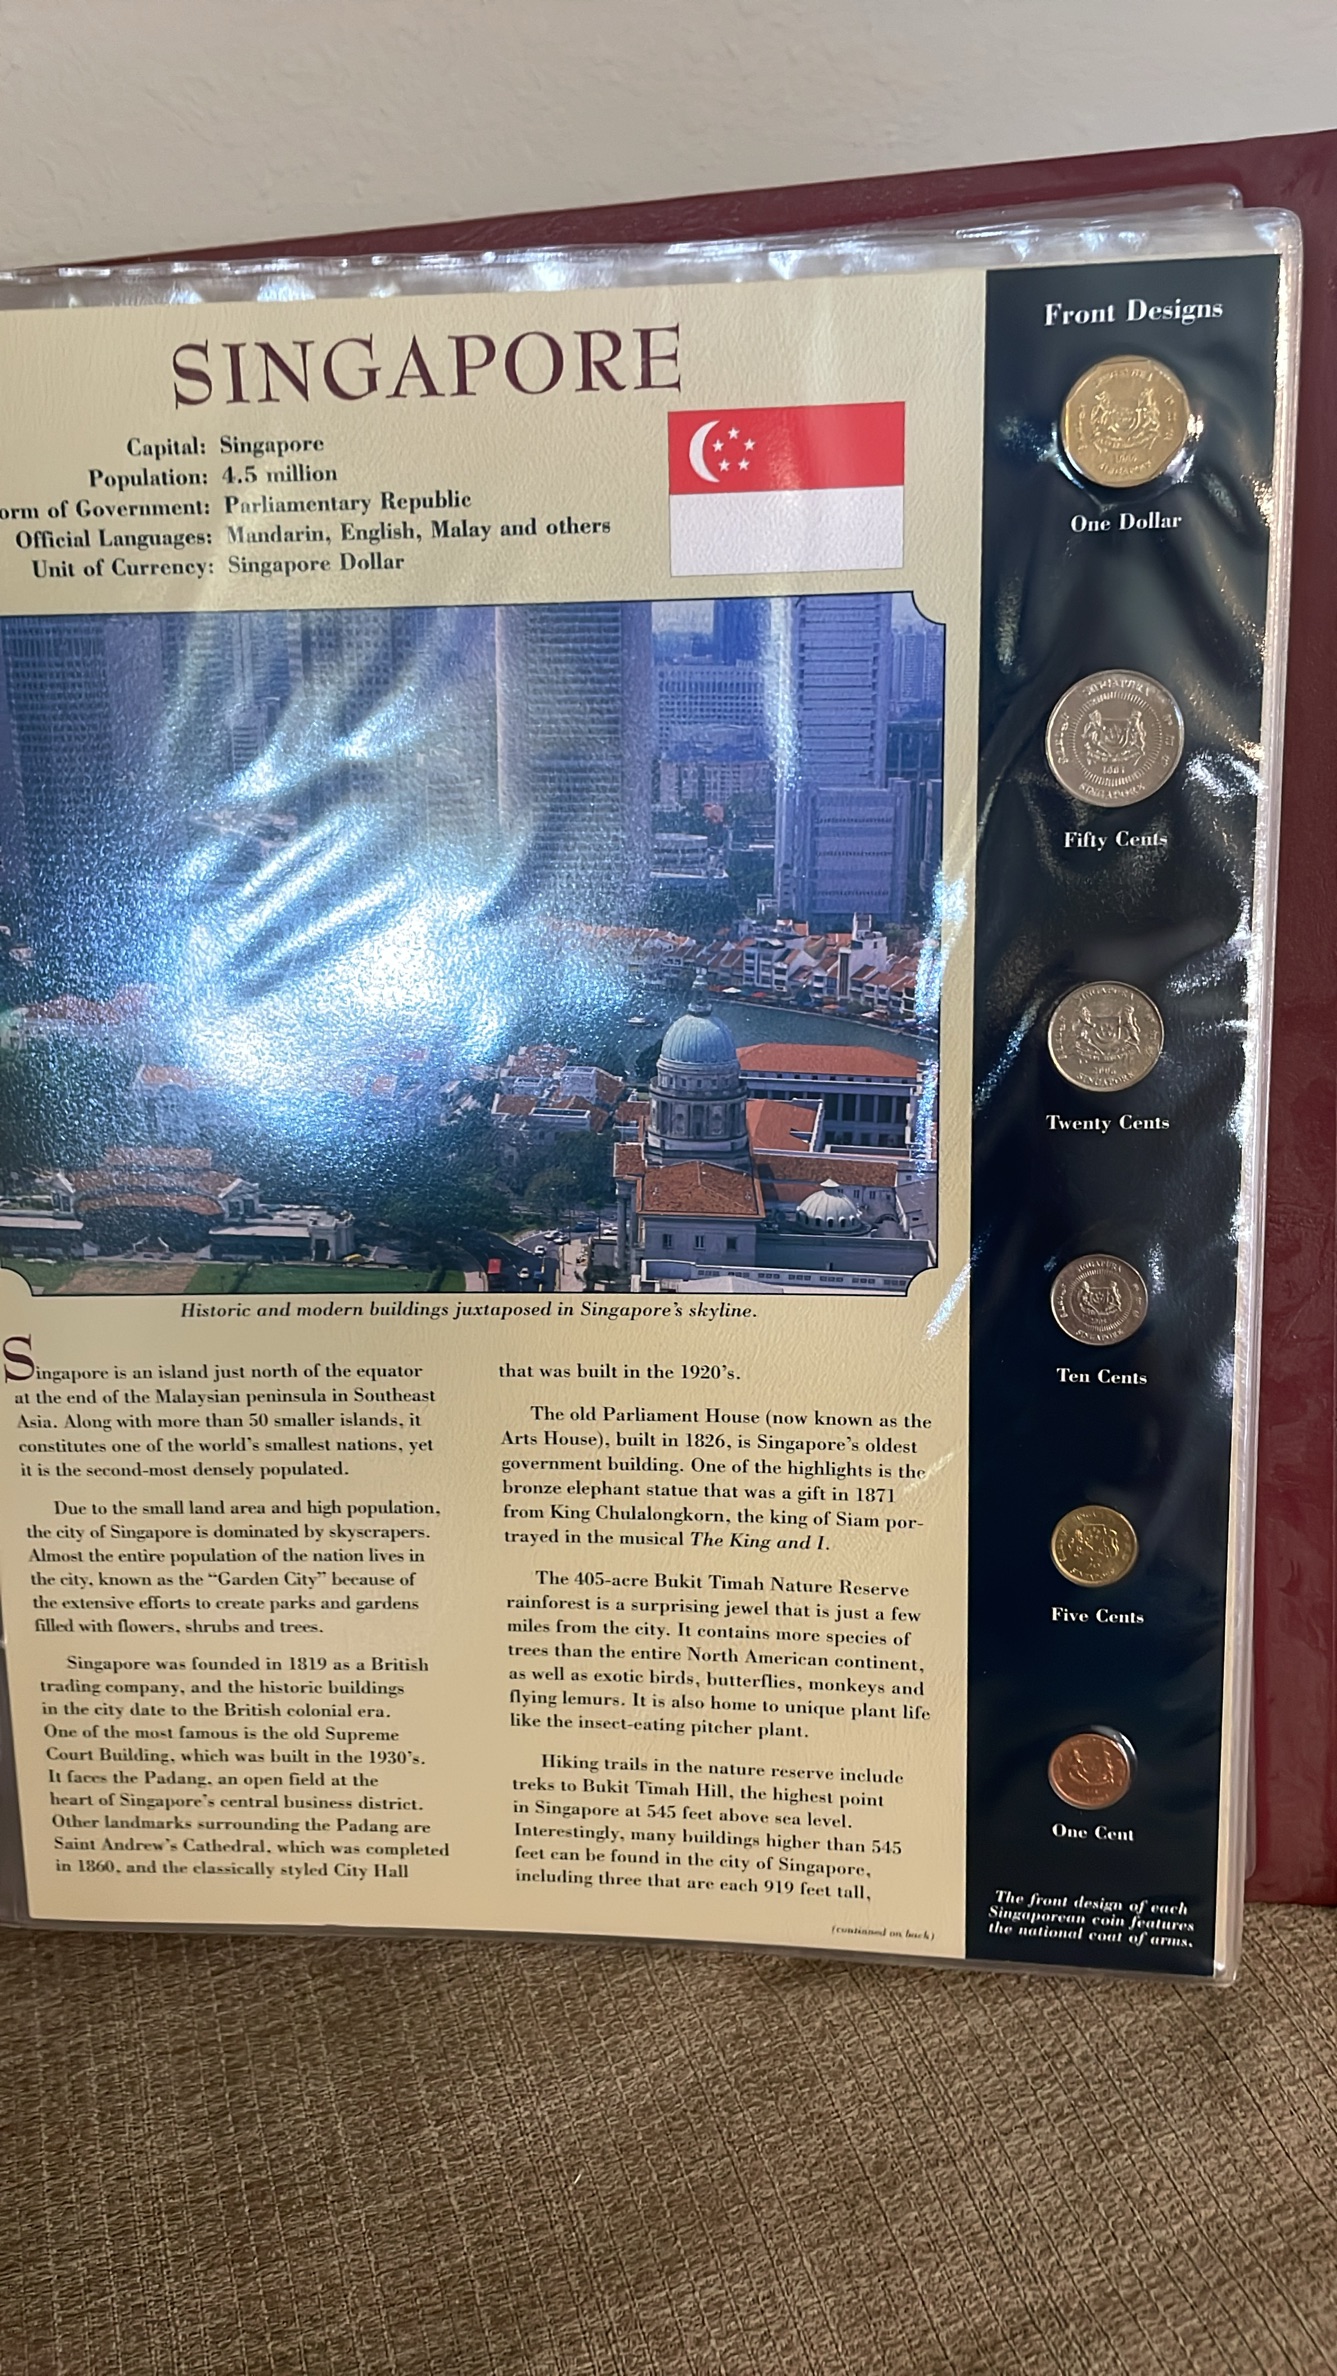 SINGAPORE
Capital: Singapore
Population: 4.5 million
orm of Government: Parliamentary Republic
Official Languages: Mandarin, English, Malay and others
Unit of Currency: Singapore Dollar
Historic and modern buildings juxtaposed in Singapore's skyline.
Singapore is an island just north of the equator
at the end of the Malaysian peninsula in Southeast
Asia. Along with more than 50 smaller islands, it
constitutes one of the world's smallest nations, yet
it is the second-most densely populated.
Due to the small land area and high population,
the city of Singapore is dominated by skyscrapers.
Almost the entire population of the nation lives in
the city, known as the “Garden City” because of
the extensive efforts to create parks and gardens
filled with flowers, shrubs and trees.
Singapore was founded in 1819 as a British
trading company, and the historic buildings
in the city date to the British colonial era.
One of the most famous is the old Supreme
Court Building, which was built in the 1930's.
It faces the Padang, an open field at the
heart of Singapore's central business district.
Other landmarks surrounding the Padang are
Saint Andrew's Cathedral, which was completed
in 1860, and the classically styled City Hall
that was built in the 1920's.
The old Parliament House (now known as the
Arts House), built in 1826, is Singapore's oldest
government building. One of the highlights is the
bronze elephant statue that was a gift in 1871
from King Chulalongkorn, the king of Siam por-
trayed in the musical The King and I.
The 405-acre Bukit Timah Nature Reserve
rainforest is a surprising jewel that is just a few
miles from the city. It contains more species of
trees than the entire North American continent,
as well as exotic birds, butterflies, monkeys and
flying lemurs. It is also home to unique plant life
like the insect-eating pitcher plant.
Hiking trails in the nature reserve include
treks to Bukit Timah Hill, the highest point
in Singapore at 545 feet above sea level.
Interestingly, many buildings higher than 545
feet can be found in the city of Singapore,
including three that are each 919 feet tall,
(continued on back)
Front Designs
One Dollar
SINGAPURA
SINGAPORE
Fifty Cents
SINGAPURA
SINGAPORE
Twenty Cents
SINGAPURA
SINGAPORE
Ten Cents
Five Cents
One Cent
The front design of each
Singaporean coin features
the national coat of arms.